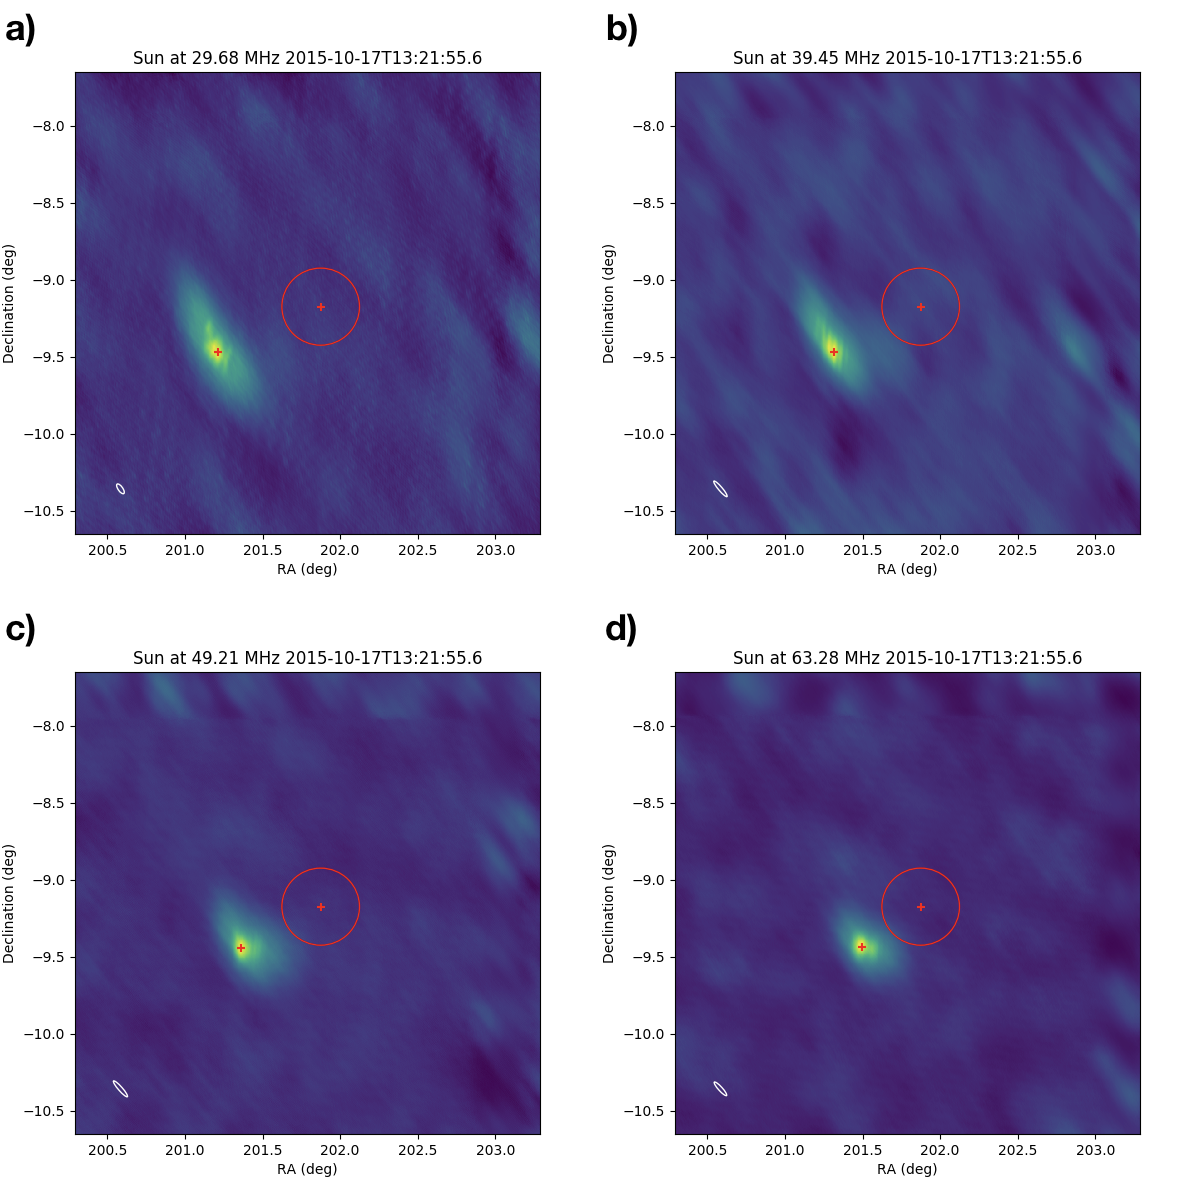 a)
Sun at 29.68 MHz 2015-10-17T13:21:55.6
Declination (deg)
−8.0
−8.5
−9.0
−9.5
−10.0
−10.5
200.5 201.0 201.5 202.0 202.5 203.0
RA (deg)
b)
Sun at 39.45 MHz 2015-10-17T13:21:55.6
Declination (deg)
−8.0
−8.5
−9.0
−9.5
−10.0
−10.5
200.5 201.0 201.5 202.0 202.5 203.0
RA (deg)
c)
Sun at 49.21 MHz 2015-10-17T13:21:55.6
Declination (deg)
−8.0
−8.5
−9.0
−9.5
−10.0
−10.5
200.5 201.0 201.5 202.0 202.5 203.0
RA (deg)
d)
Sun at 63.28 MHz 2015-10-17T13:21:55.6
Declination (deg)
−8.0
−8.5
−9.0
−9.5
−10.0
−10.5
200.5 201.0 201.5 202.0 202.5 203.0
RA (deg)